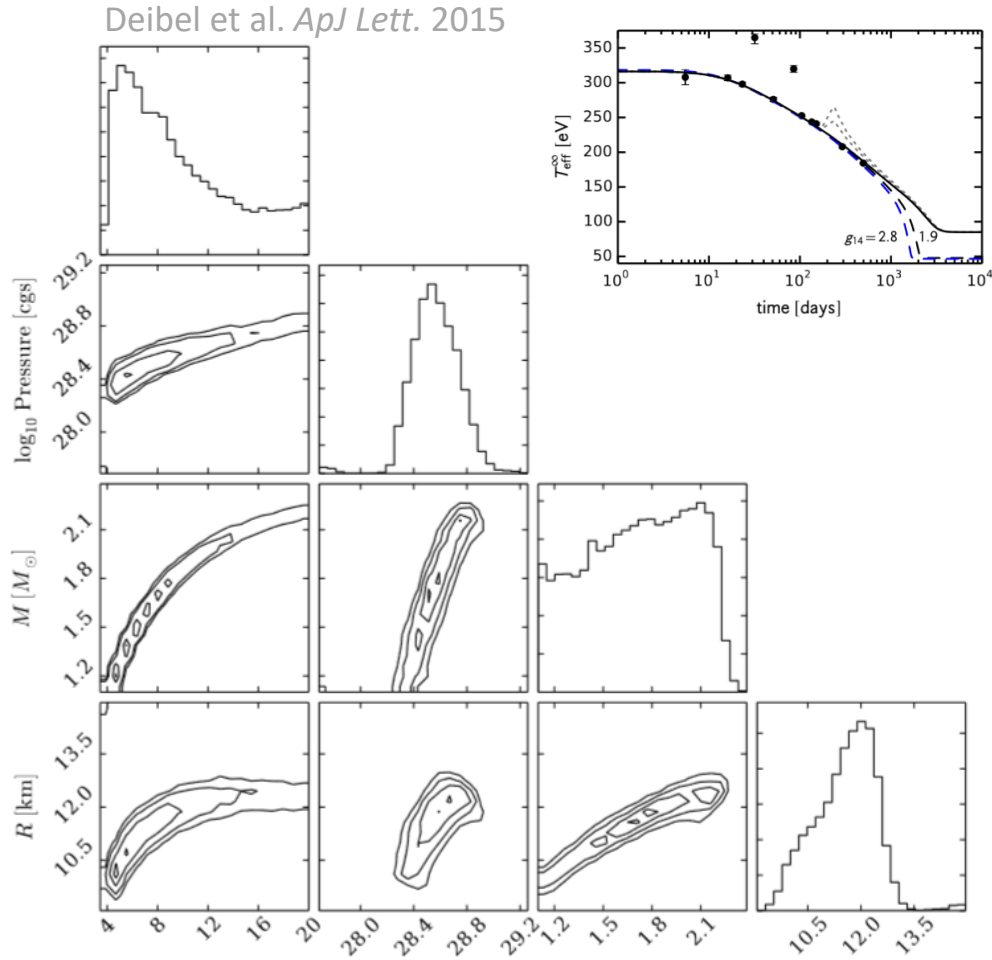 Deibel et al. ApJ Lett. 2015
350
300
250
200
150
100
50
T∞eff [eV]
g14=2.8
1.9
10^0 10^1 10^2 10^3 10^4
time [days]
29.2
28.8
28.4
28.0
log10 Pressure [cgs]
2.1
1.8
1.5
1.2
M [M⊙]
13.5
12.0
10.5
R [km]
4 8 12 16 20
28.0 28.4 28.8 29.2
1.2 1.5 1.8 2.1
10.5 12.0 13.5